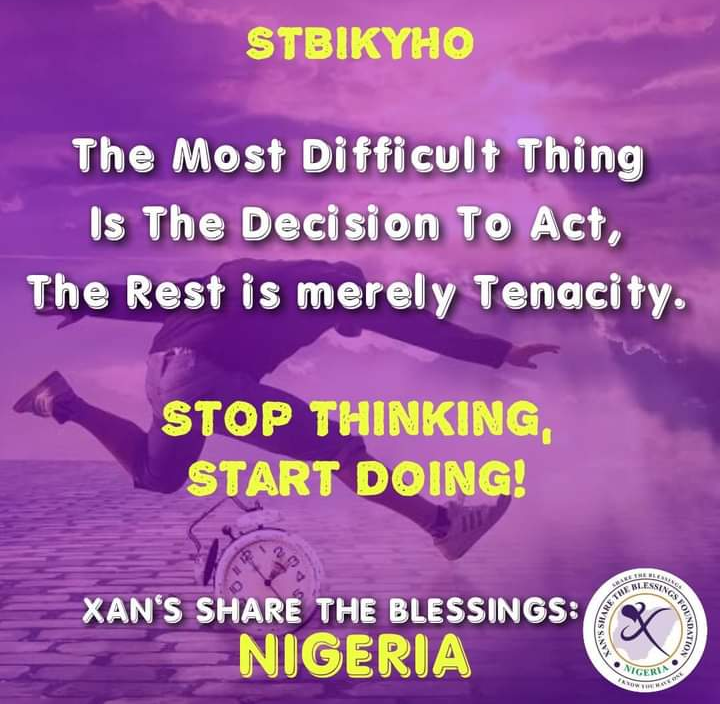 STBIKYHO
The Most Difficult Thing
Is The Decision To Act,
The Rest is merely Tenacity.
STOP THINKING,
START DOING!
XAN'S SHARE THE BLESSINGS:
NIGERIA
SHARE THE BLESSINGS
XAN'S SHARE THE BLESSINGS FOUNDATION
NIGERIA
I KNOW YOU HAVE ONE